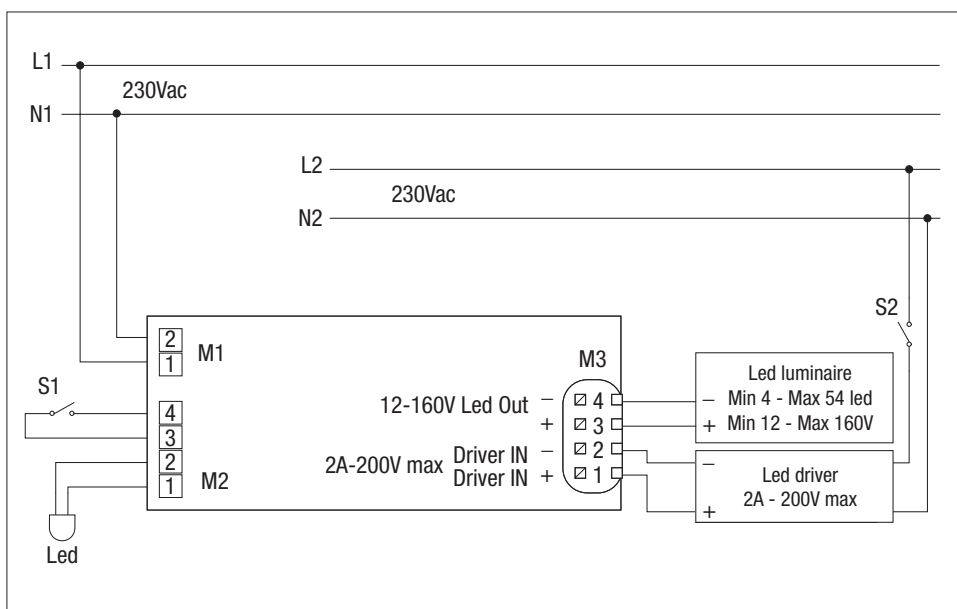 L1
230Vac
N1
L2
230Vac
N2
S2
2
1
M1
M3
Led luminaire
Min 4 - Max 54 led
Min 12 - Max 160V
−
+
S1
4
3
2
1
M2
12-160V Led Out
−
+
2A-200V max
Driver IN −
Driver IN +
4
3
2
1
Led driver
2A - 200V max
−
+
Led